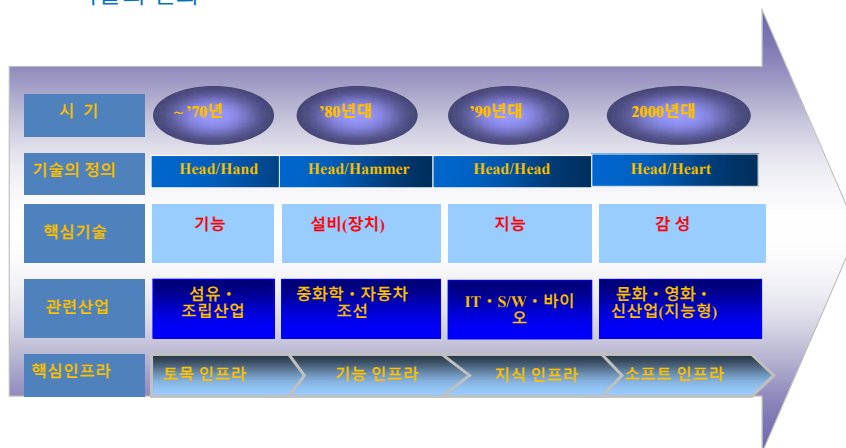 시 기
~ ’70년
’80년대
’90년대
2000년대
기술의 정의
Head/Hand
Head/Hammer
Head/Head
Head/Heart
핵심기술
기능
설비(장치)
지능
감 성
관련산업
섬유・
조립산업
중화학・자동차
조선
IT・S/W・바이
오
문화・영화・
신산업(지능형)
핵심인프라
토목 인프라
기능 인프라
지식 인프라
소프트 인프라